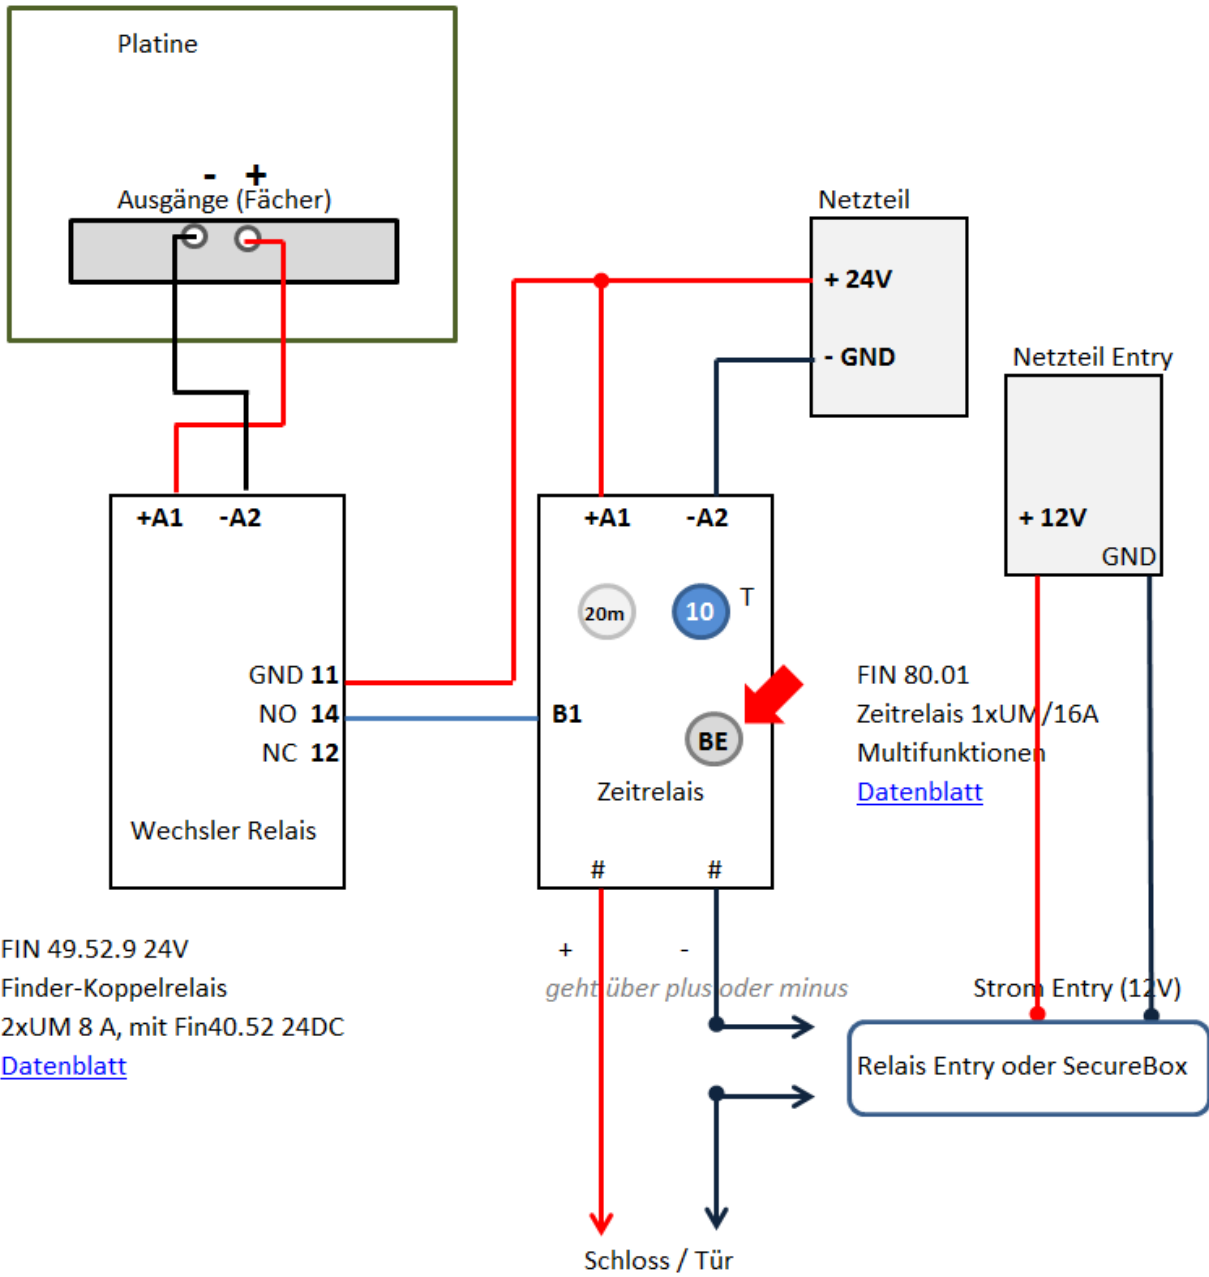 Platine
- +
Ausgänge (Fächer)
Netzteil
+ 24V
- GND
Netzteil Entry
+ 12V
GND
+A1 -A2
+A1 -A2
20m
10
T
GND 11
NO 14
NC 12
B1
BE
Zeitrelais
Wechsler Relais
# #
FIN 80.01
Zeitrelais 1xUM/16A
Multifunktionen
Datenblatt
FIN 49.52.9 24V
Finder-Koppelrelais
2xUM 8 A, mit Fin40.52 24DC
Datenblatt
+ -
geht über plus oder minus
Strom Entry (12V)
Relais Entry oder SecureBox
Schloss / Tür